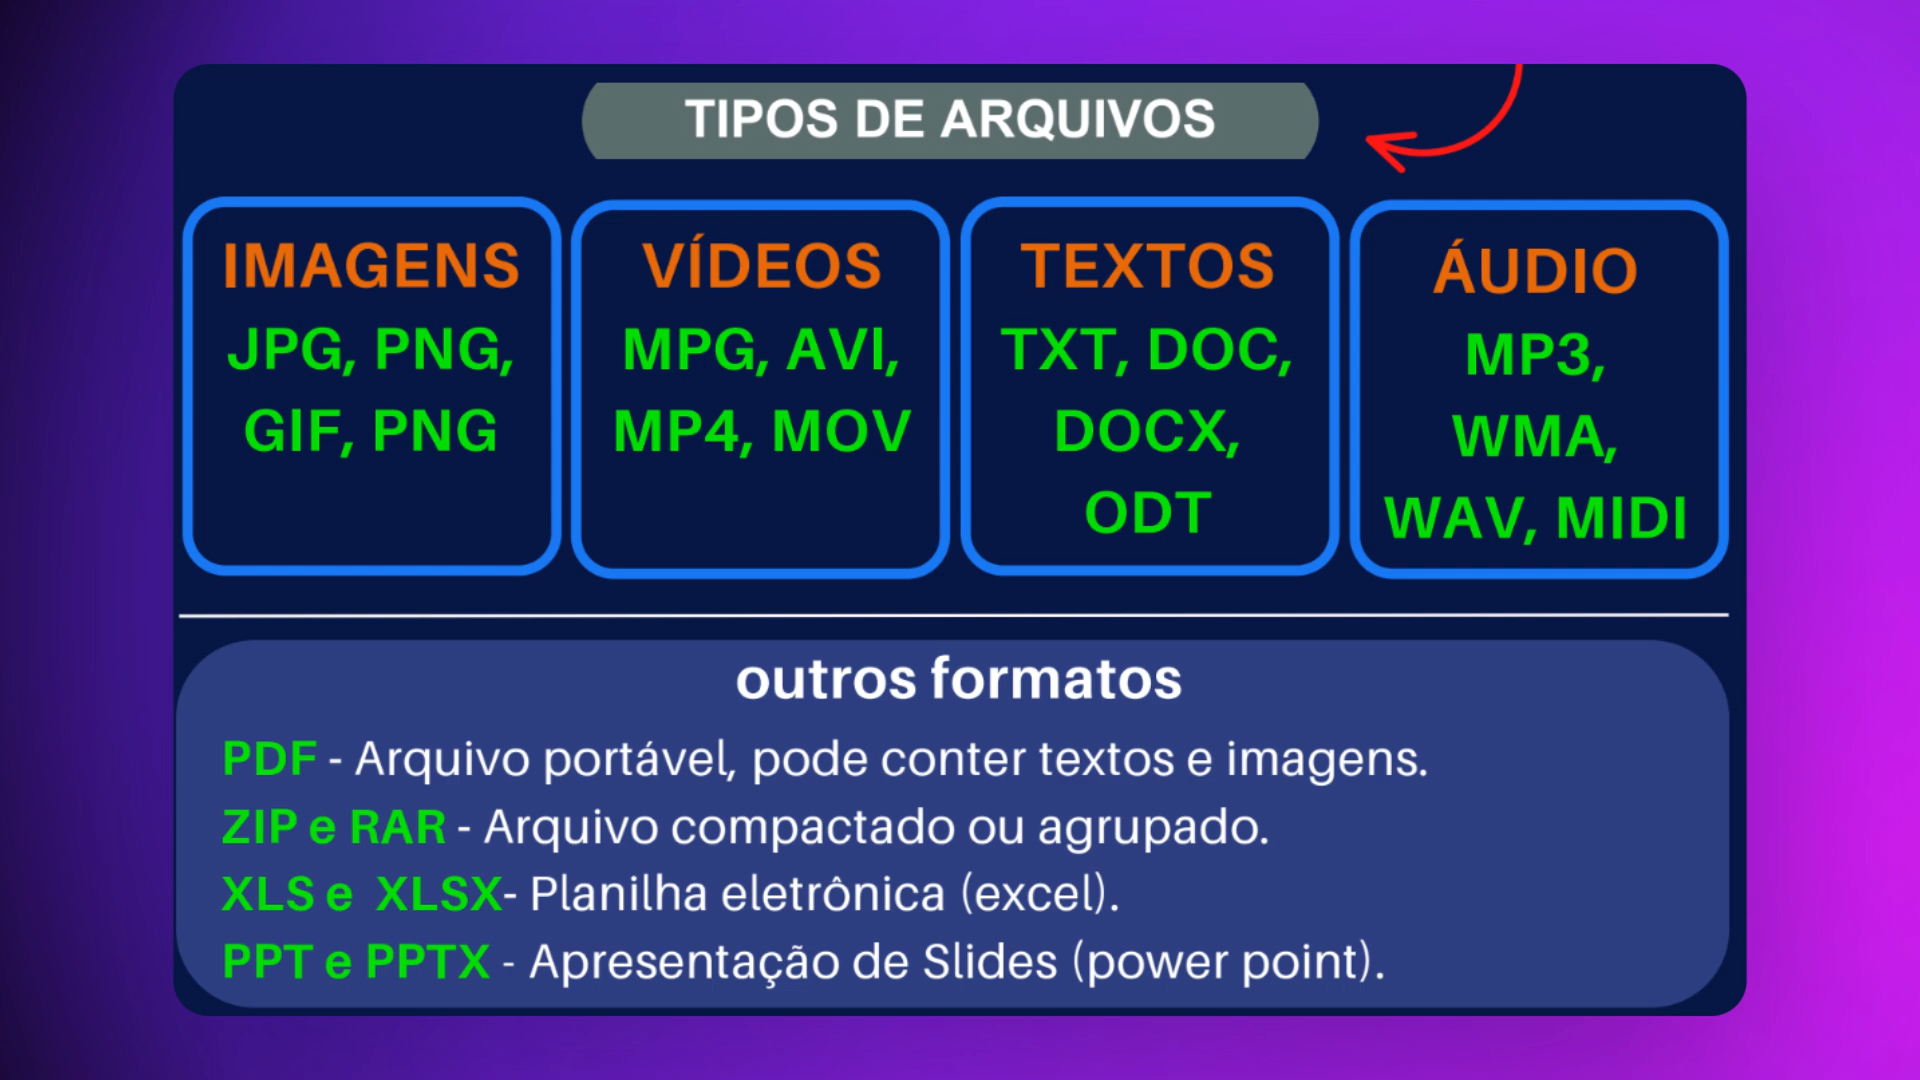 TIPOS DE ARQUIVOS
IMAGENS
JPG, PNG,
GIF, PNG
VÍDEOS
MPG, AVI,
MP4, MOV
TEXTOS
TXT, DOC,
DOCX,
ODT
ÁUDIO
MP3,
WMA,
WAV, MIDI
outros formatos
PDF - Arquivo portável, pode conter textos e imagens.
ZIP e RAR - Arquivo compactado ou agrupado.
XLS e XLSX- Planilha eletrônica (excel).
PPT e PPTX - Apresentação de Slides (power point).